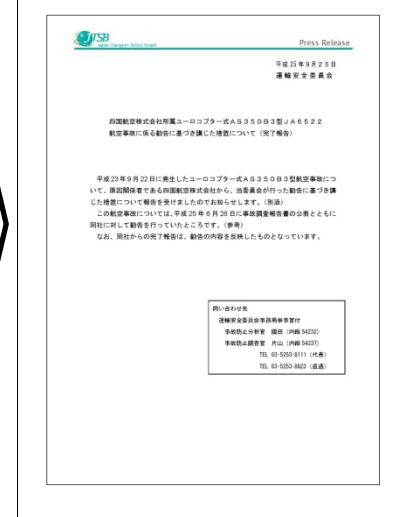 JTSB
Japan Transport Safety Board
Press Release
平成25年9月25日
運輸安全委員会
四国航空株式会社所属ユーロコプター式AS350B3型JA6522
航空事故に係る勧告に基づき講じた措置について（完了報告）
平成23年9月22日に発生したユーロコプター式AS350B3型航空事故につ
いて、原因関係者である四国航空株式会社から、当委員会が行った勧告に基づき講
じた措置について報告を受けましたのでお知らせします。（別添）
この航空事故については、平成25年6月28日に事故調査報告書の公表とともに
同社に対して勧告を行っていたところです。（参考）
なお、同社からの完了報告は、勧告の内容を反映したものとなっています。
問い合わせ先
運輸安全委員会事務局参事官付
事故防止分析官 國田 （内線 54232）
事故防止調査官 片山 （内線 54237）
TEL 03-5253-8111 （代表）
TEL 03-5253-8823 （直通）